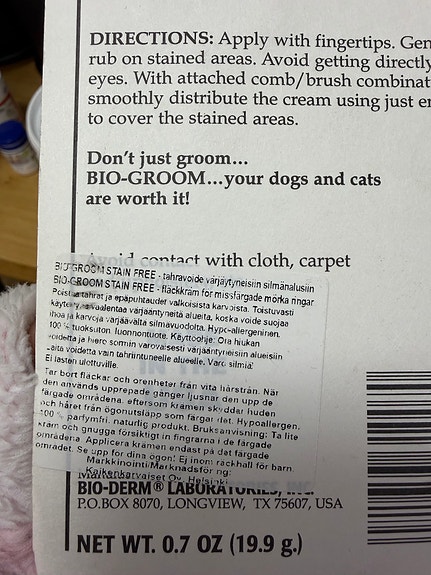 DIRECTIONS: Apply with fingertips. Gen
rub on stained areas. Avoid getting directly
eyes. With attached comb/brush combinat
smoothly distribute the cream using just en
to cover the stained areas.
Don't just groom...
BIO-GROOM...your dogs and cats
are worth it!
Avoid contact with cloth, carpet
BIO-GROOM STAIN FREE - tahravoide värjäytyneisiin silmänalusiin
BIO-GROOM STAIN FREE - fläckkräm för missfärgade mörka ringar
Poistaa tahrat ja epäpuhtaudet valkoisista karvoista. Toistuvasti
käytettynä vaalentaa värjääntyneitä alueita, koska voide suojaa
ihoa ja karvoja värjäävältä silmävuodolta. Hypo-allergeninen.
100 % tuoksuton luonnontuote. Käyttöohje: Ota hiukan
voidetta ja hiero sormin varovaisesti värjääntyneisiin alueisiin
Laita voidetta vain tahriintuneelle alueelle. Varo silmiä!
Ei lasten ulottuville.
Tar bort fläckar och orenheter från vita hårstrån. När
den används upprepade gånger ljusnar den upp de
färgade områdena, eftersom krämen skyddar huden
och håret från ögonutsläpp som färgar det. Hypoallergen.
100 % parfymfri, naturlig produkt. Bruksanvisning: Ta lite
kräm och gnugga försiktigt in fingrarna i de färgade
områdena. Applicera krämen endast på det färgade
området. Se upp för dina ögon! Ej inom räckhåll för barn.
Markkinointi/Marknadsföring:
Koirkenkarvaiset Oy, Helsinki
BIO-DERM® LABORATORIES, INC.
P.O.BOX 8070, LONGVIEW, TX 75607, USA
NET WT. 0.7 OZ (19.9 g.)